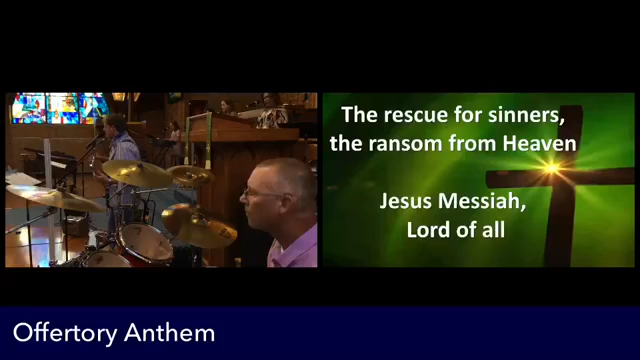 The rescue for sinners,
the ransom from Heaven
Jesus Messiah,
Lord of all
Offertory Anthem